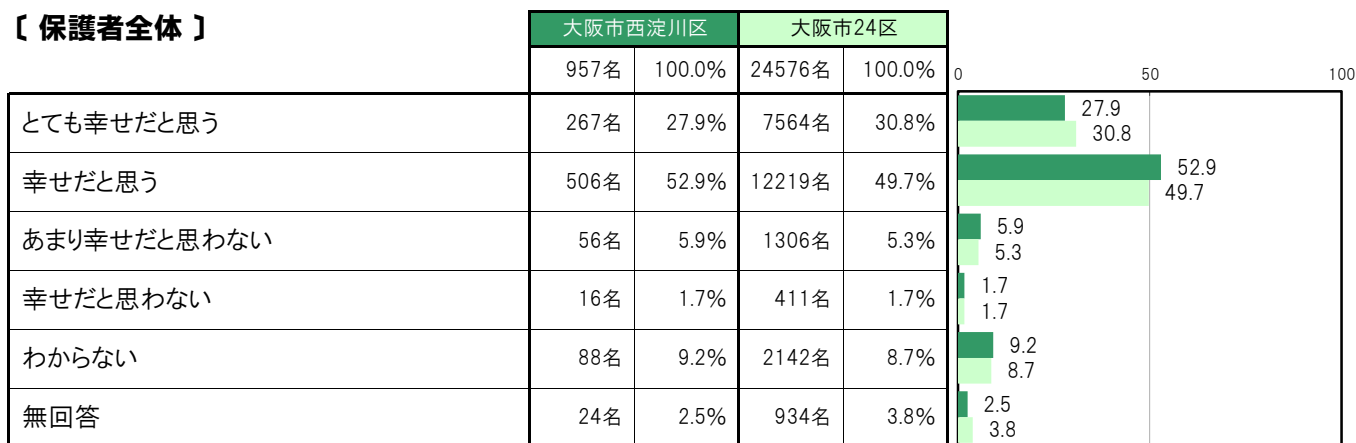 〔 保護者全体 〕
大阪市西淀川区 大阪市24区
957名 100.0% 24576名 100.0% 0 50 100
とても幸せだと思う 267名 27.9% 7564名 30.8% 27.9
30.8
幸せだと思う 506名 52.9% 12219名 49.7% 52.9
49.7
あまり幸せだと思わない 56名 5.9% 1306名 5.3% 5.9
5.3
幸せだと思わない 16名 1.7% 411名 1.7% 1.7
1.7
わからない 88名 9.2% 2142名 8.7% 9.2
8.7
無回答 24名 2.5% 934名 3.8% 2.5
3.8